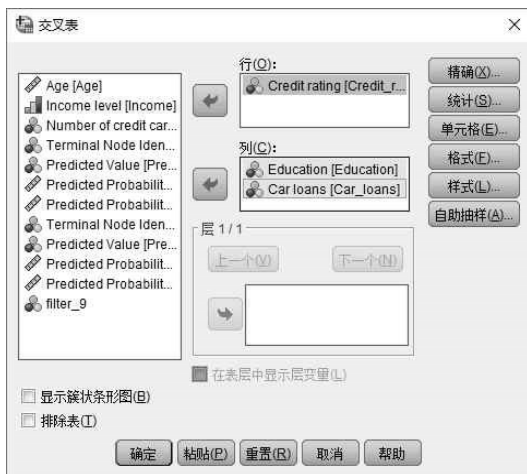 交叉表
行(O):
Age [Age]
Income level [Income]
Number of credit car...
Terminal Node Iden...
Predicted Value [Pre...
Predicted Probabilit...
Predicted Probabilit...
Terminal Node Iden...
Predicted Value [Pre...
Predicted Probabilit...
Predicted Probabilit...
filter_9
Credit rating [Credit_r...
列(C):
Education [Education]
Car loans [Car_loans]
层 1/1
上一个(V)
下一个(N)
在表层中显示层变量(L)
精确(X)...
统计(S)...
单元格(E)...
格式(F)...
样式(L)...
自助抽样(A)...
显示簇状条形图(B)
排除表(T)
确定
粘贴(P)
重置(R)
取消
帮助